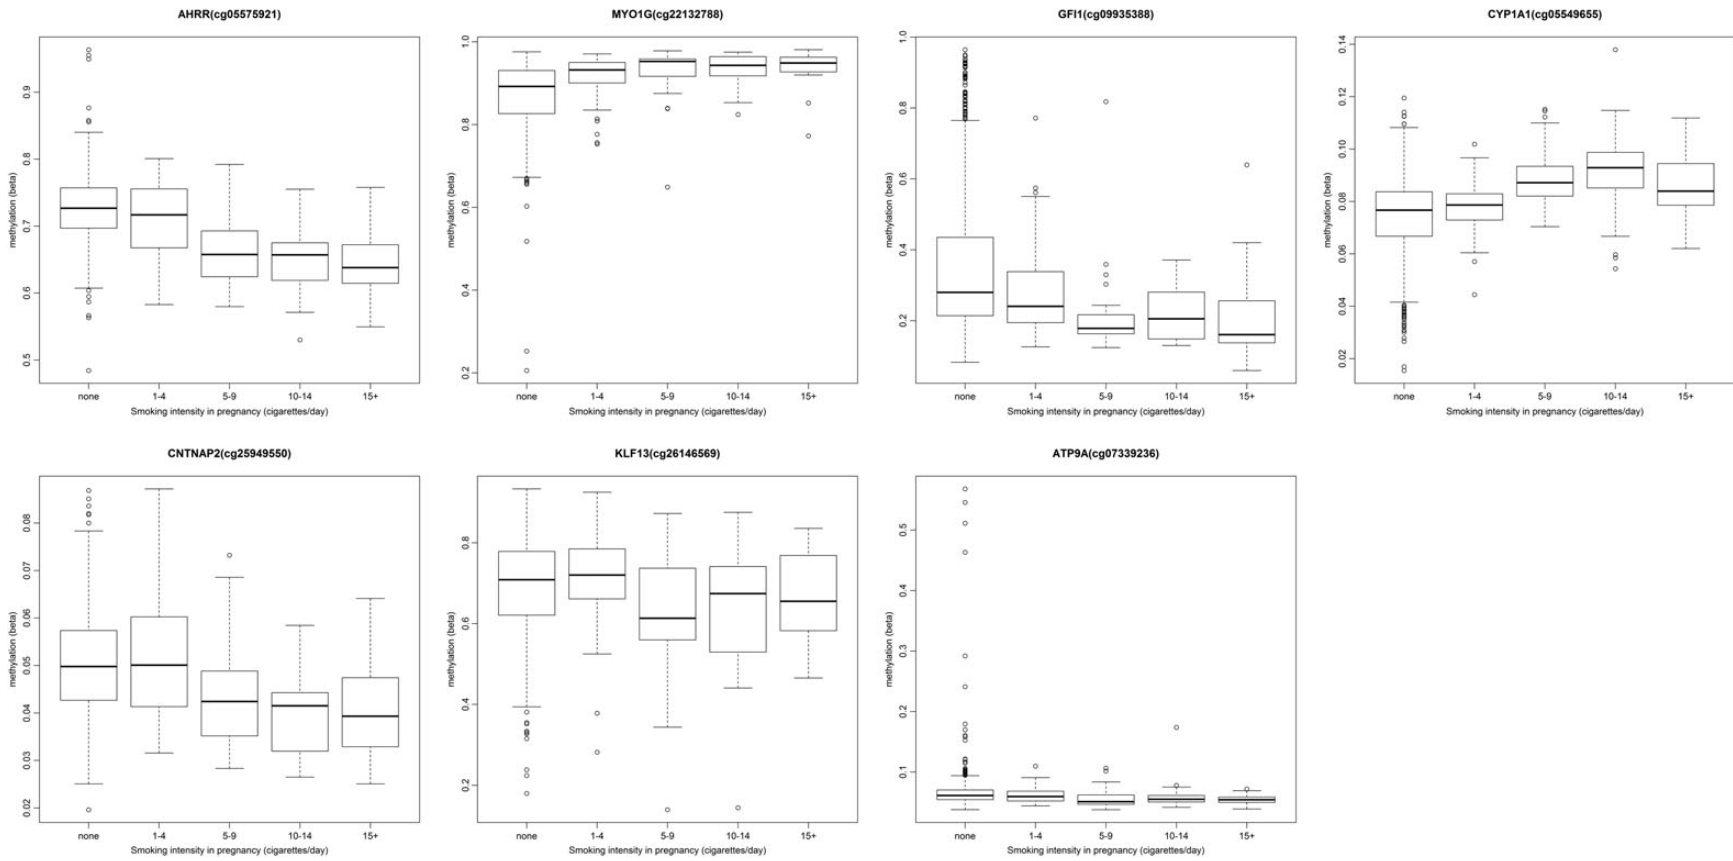 AHRR(cg05575921)
methylation (beta)
0.9
0.8
0.7
0.6
0.5
none 1-4 5-9 10-14 15+
Smoking intensity in pregnancy (cigarettes/day)
MYO1G(cg22132788)
methylation (beta)
1.0
0.8
0.6
0.4
0.2
none 1-4 5-9 10-14 15+
Smoking intensity in pregnancy (cigarettes/day)
GFI1(cg09935388)
methylation (beta)
1.0
0.8
0.6
0.4
0.2
none 1-4 5-9 10-14 15+
Smoking intensity in pregnancy (cigarettes/day)
CYP1A1(cg05549655)
methylation (beta)
0.14
0.12
0.10
0.08
0.06
0.04
0.02
none 1-4 5-9 10-14 15+
Smoking intensity in pregnancy (cigarettes/day)
CNTNAP2(cg25949550)
methylation (beta)
0.08
0.07
0.06
0.05
0.04
0.03
0.02
none 1-4 5-9 10-14 15+
Smoking intensity in pregnancy (cigarettes/day)
KLF13(cg26146569)
methylation (beta)
0.8
0.6
0.4
0.2
none 1-4 5-9 10-14 15+
Smoking intensity in pregnancy (cigarettes/day)
ATP9A(cg07339236)
methylation (beta)
0.5
0.4
0.3
0.2
0.1
none 1-4 5-9 10-14 15+
Smoking intensity in pregnancy (cigarettes/day)